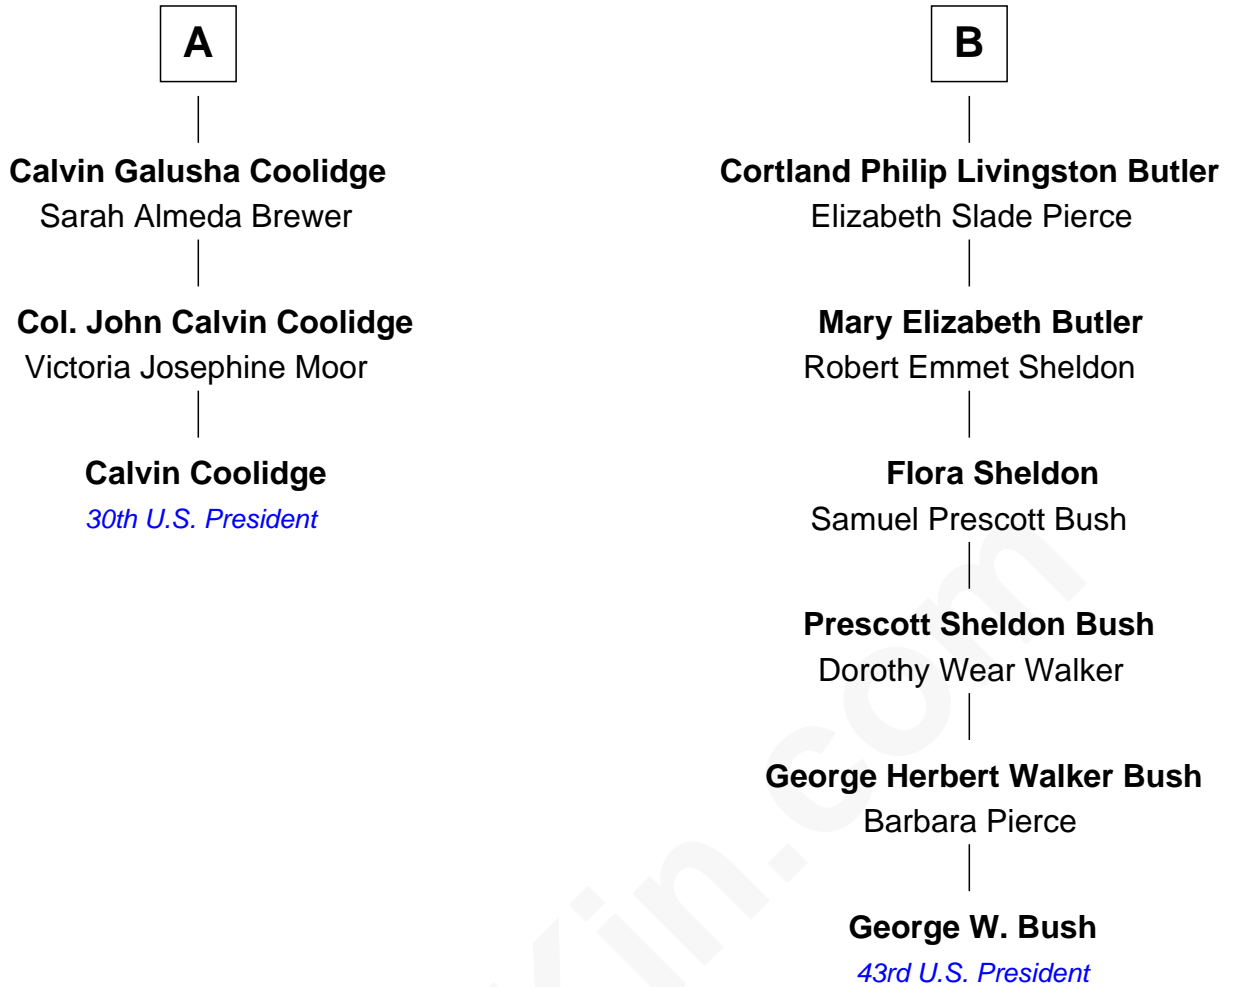 A
Calvin Galusha Coolidge
Sarah Almeda Brewer
Col. John Calvin Coolidge
Victoria Josephine Moor
Calvin Coolidge
30th U.S. President
B
Cortland Philip Livingston Butler
Elizabeth Slade Pierce
Mary Elizabeth Butler
Robert Emmet Sheldon
Flora Sheldon
Samuel Prescott Bush
Prescott Sheldon Bush
Dorothy Wear Walker
George Herbert Walker Bush
Barbara Pierce
George W. Bush
43rd U.S. President